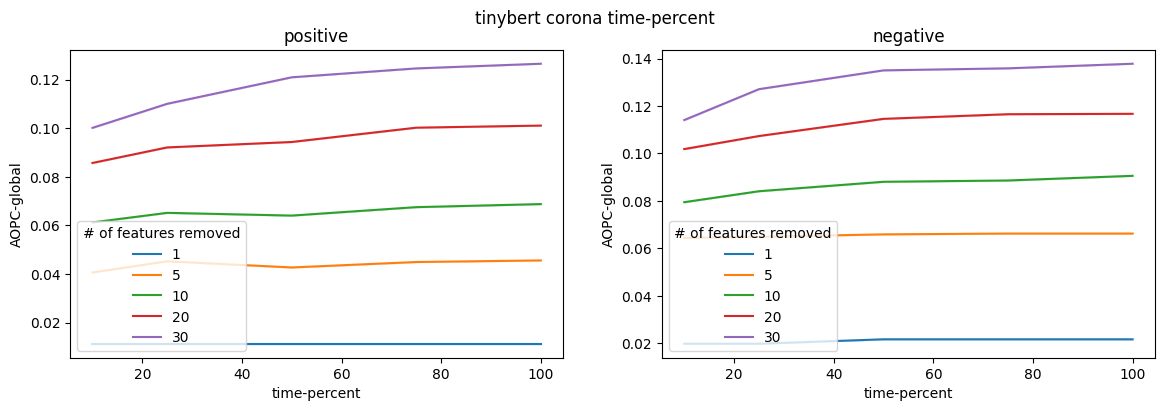 tinybert corona time-percent
positive
AOPC-global
0.12
0.10
0.08
0.06
0.04
0.02
# of features removed
1
5
10
20
30
20 40 60 80 100
time-percent
negative
AOPC-global
0.14
0.12
0.10
0.08
0.06
0.04
0.02
# of features removed
1
5
10
20
30
20 40 60 80 100
time-percent